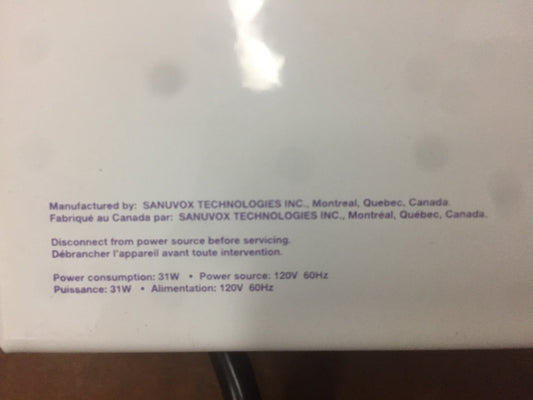 Manufactured by: SANUVOX TECHNOLOGIES INC., Montreal, Quebec, Canada.
Fabriqué au Canada par: SANUVOX TECHNOLOGIES INC., Montréal, Québec, Canada.
Disconnect from power source before servicing.
Débrancher l'appareil avant toute intervention.
Power consumption: 31W • Power source: 120V 60Hz
Puissance: 31W • Alimentation: 120V 60Hz